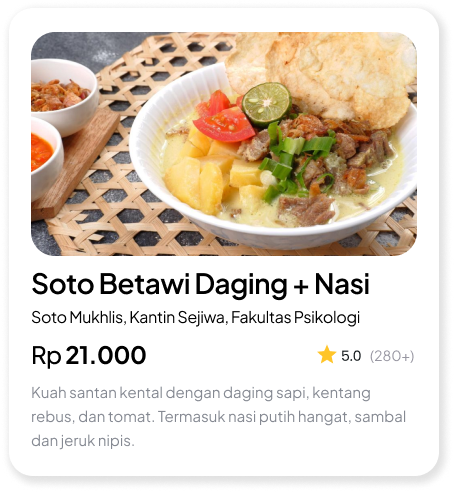 Soto Betawi Daging + Nasi
Soto Mukhlis, Kantin Sejiwa, Fakultas Psikologi
Rp 21.000
5.0 (280+)
Kuah santan kental dengan daging sapi, kentang
rebus, dan tomat. Termasuk nasi putih hangat, sambal
dan jeruk nipis.